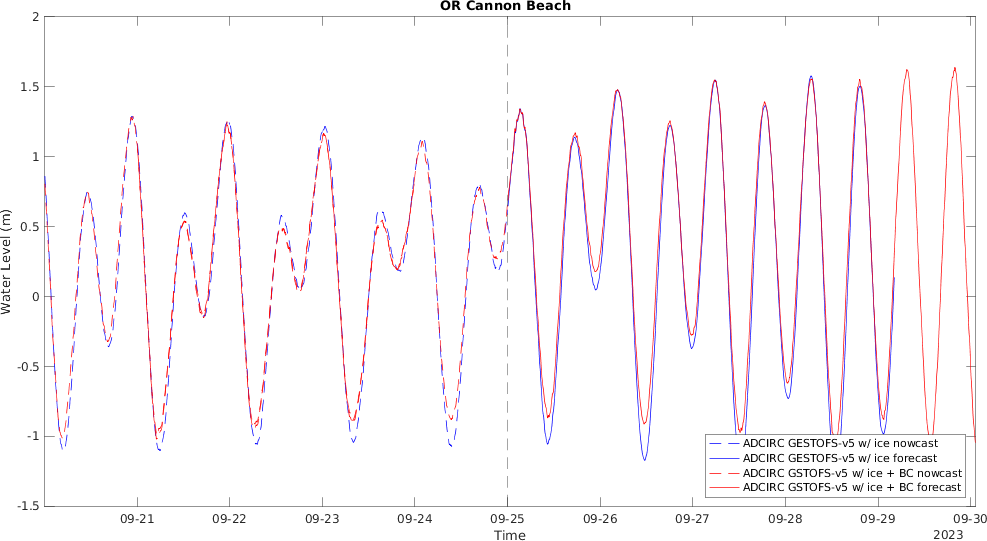 OR Cannon Beach
2
1.5
1
0.5
0
-0.5
-1
-1.5
Water Level (m)
ADCIRC GESTOFS-v5 w/ ice nowcast
ADCIRC GESTOFS-v5 w/ ice forecast
ADCIRC GSTOFS-v5 w/ ice + BC nowcast
ADCIRC GSTOFS-v5 w/ ice + BC forecast
09-21 09-22 09-23 09-24 09-25 09-26 09-27 09-28 09-29 09-30
Time
2023